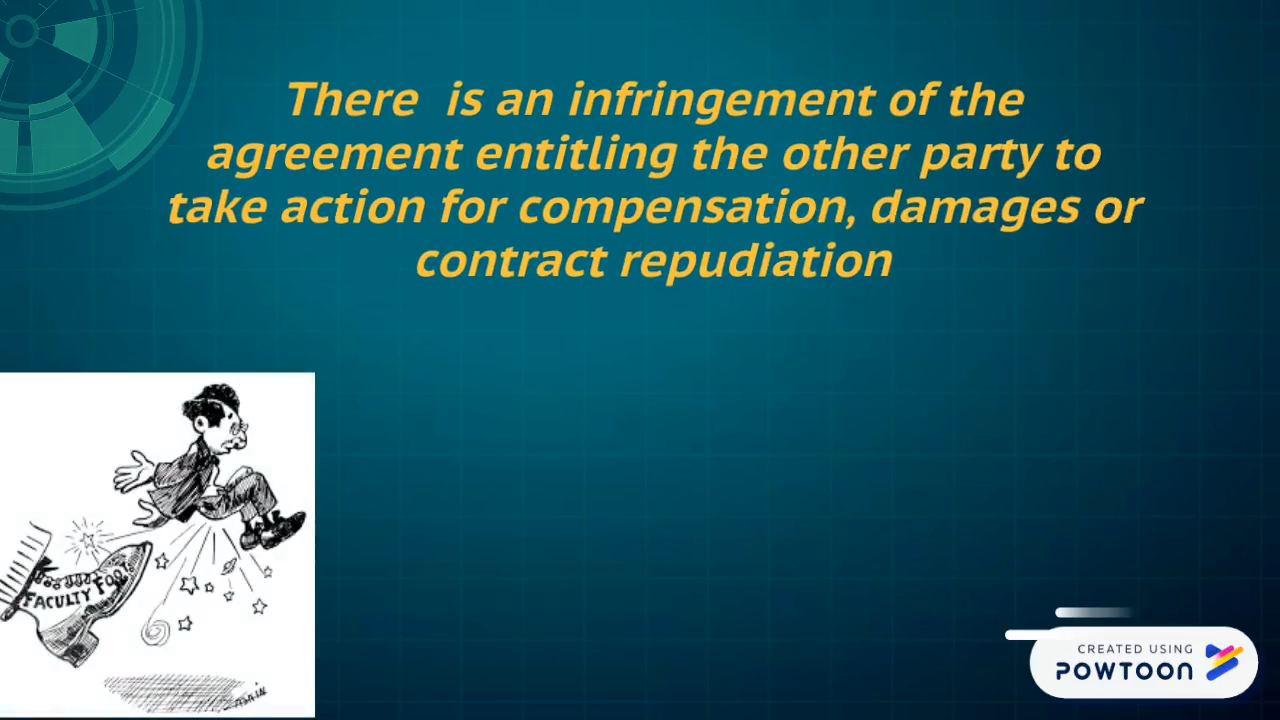 There  is an infringement of the
agreement entitling the other party to
take action for compensation, damages or
contract repudiation
FACULTY FOOT
CREATED USING
POWTOON